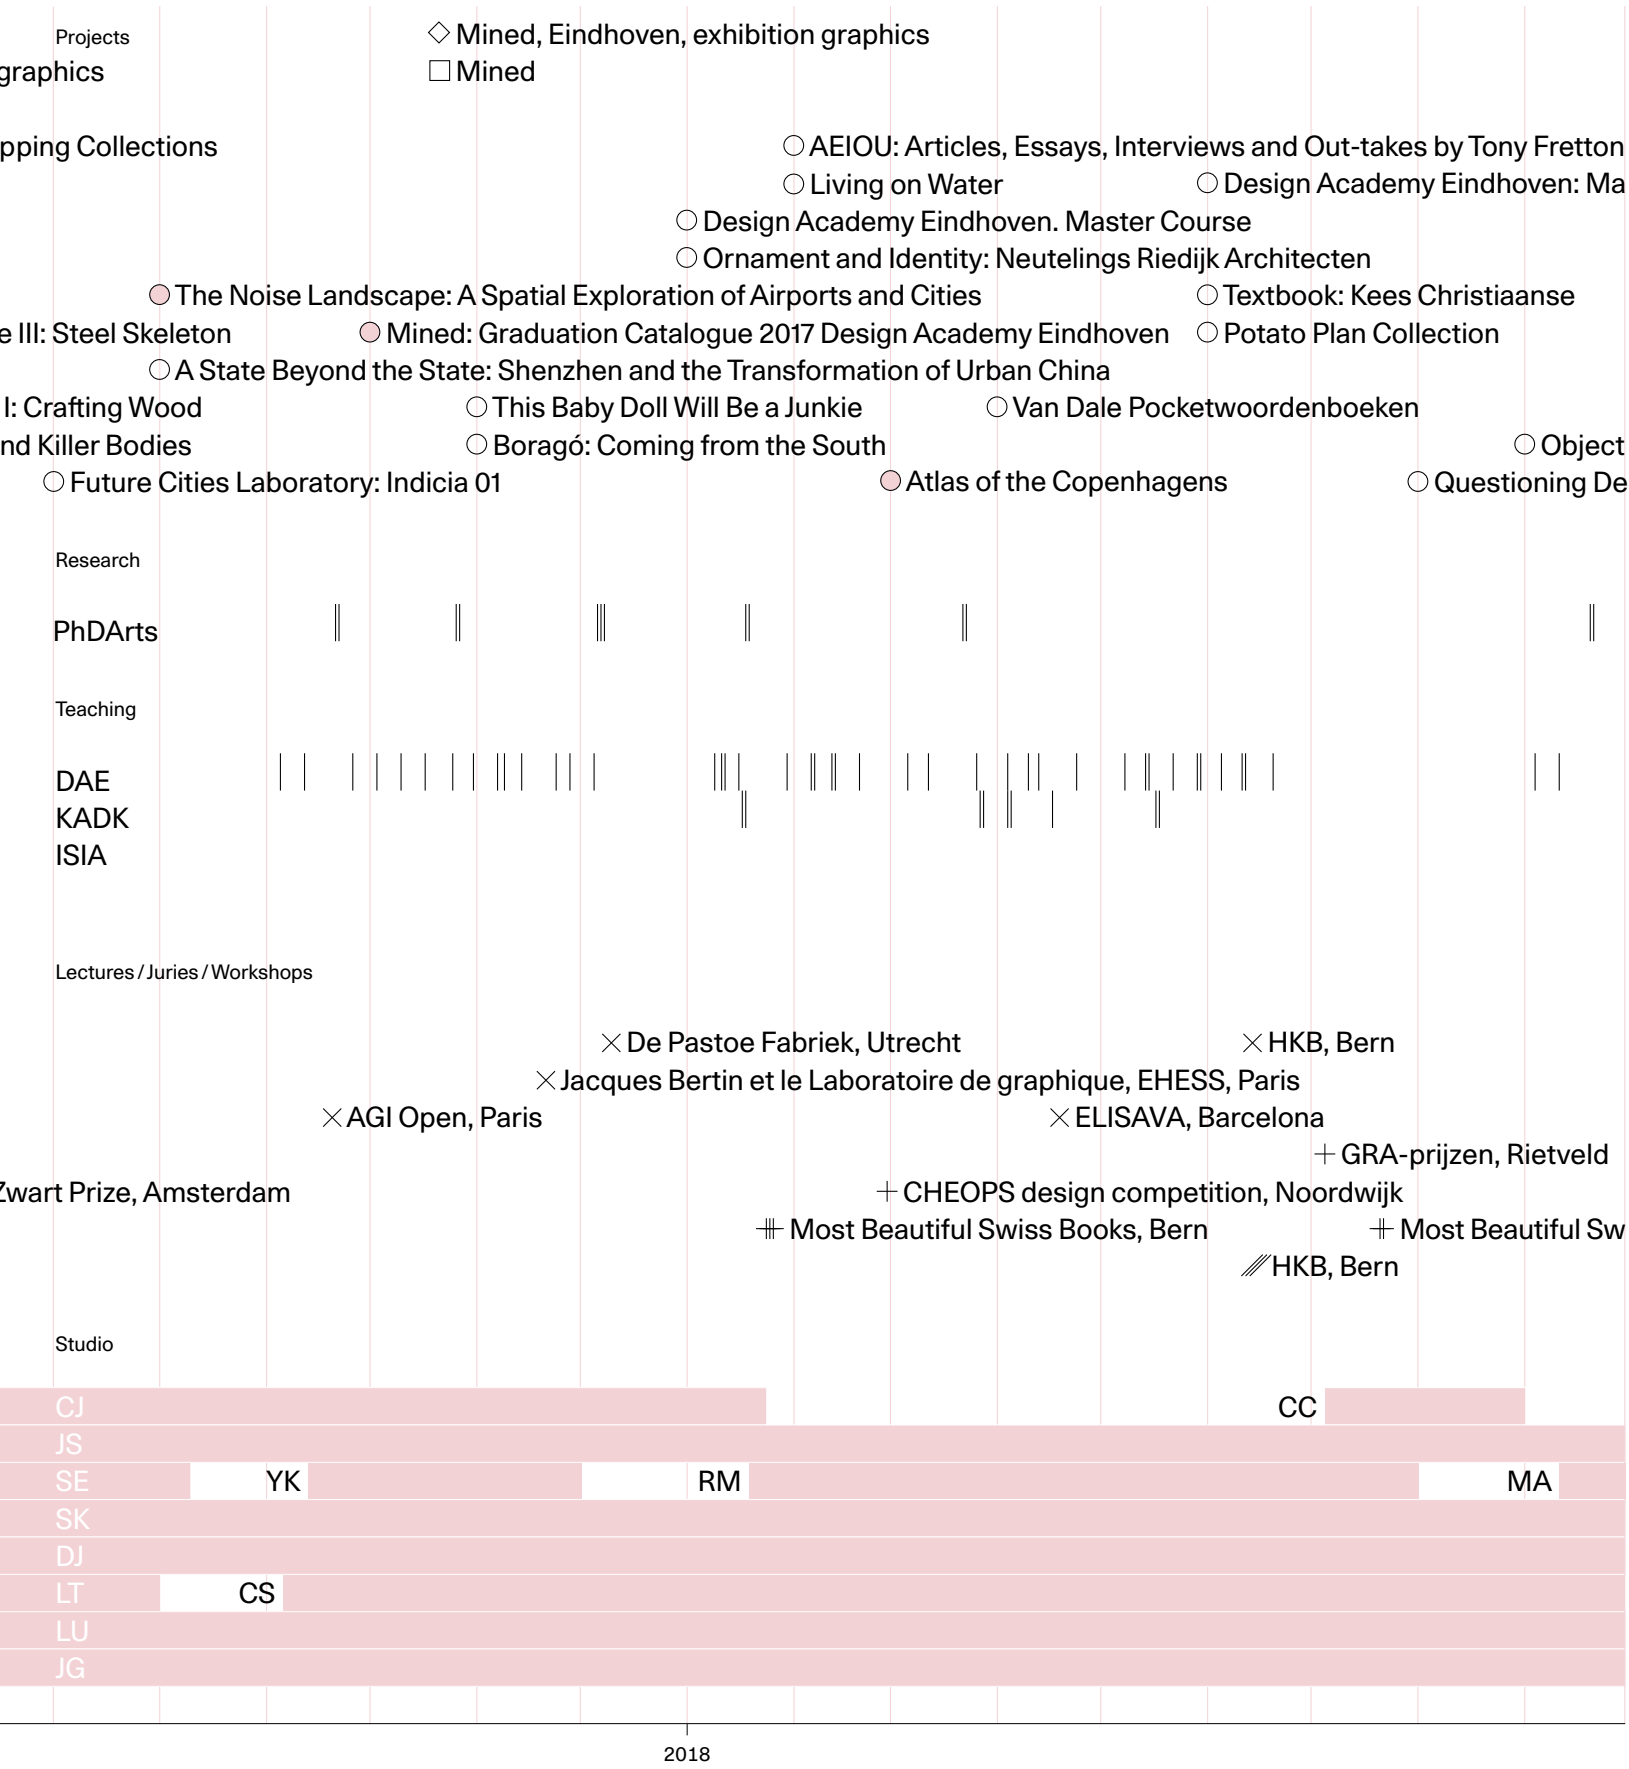 Projects
Mined, Eindhoven, exhibition graphics
graphics
Mined
pping Collections
AEIOU: Articles, Essays, Interviews and Out-takes by Tony Fretton
Living on Water
Design Academy Eindhoven: Ma
Design Academy Eindhoven. Master Course
Ornament and Identity: Neutelings Riedijk Architecten
The Noise Landscape: A Spatial Exploration of Airports and Cities
Textbook: Kees Christiaanse
e III: Steel Skeleton
Mined: Graduation Catalogue 2017 Design Academy Eindhoven
Potato Plan Collection
A State Beyond the State: Shenzhen and the Transformation of Urban China
I: Crafting Wood
This Baby Doll Will Be a Junkie
Van Dale Pocketwoordenboeken
nd Killer Bodies
Boragó: Coming from the South
Object
Future Cities Laboratory: Indicia 01
Atlas of the Copenhagens
Questioning De
Research
PhDArts
Teaching
DAE
KADK
ISIA
Lectures / Juries / Workshops
De Pastoe Fabriek, Utrecht
HKB, Bern
Jacques Bertin et le Laboratoire de graphique, EHESS, Paris
AGI Open, Paris
ELISAVA, Barcelona
GRA-prijzen, Rietveld
Zwart Prize, Amsterdam
CHEOPS design competition, Noordwijk
Most Beautiful Swiss Books, Bern
Most Beautiful Sw
HKB, Bern
Studio
CJ
CC
JS
SE
YK
RM
MA
SK
DJ
LT
CS
LU
JG
2018